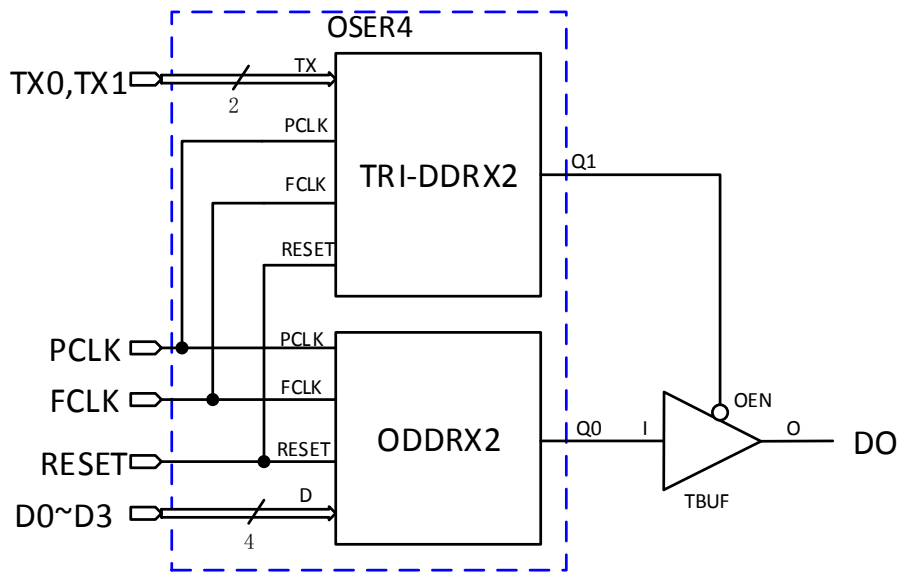 OSER4
TX0,TX1
TX
2
PCLK
FCLK
RESET
TRI-DDRX2
Q1
PCLK
PCLK
FCLK
FCLK
RESET
RESET
D0~D3
D
4
ODDRX2
Q0
I
OEN
O
DO
TBUF